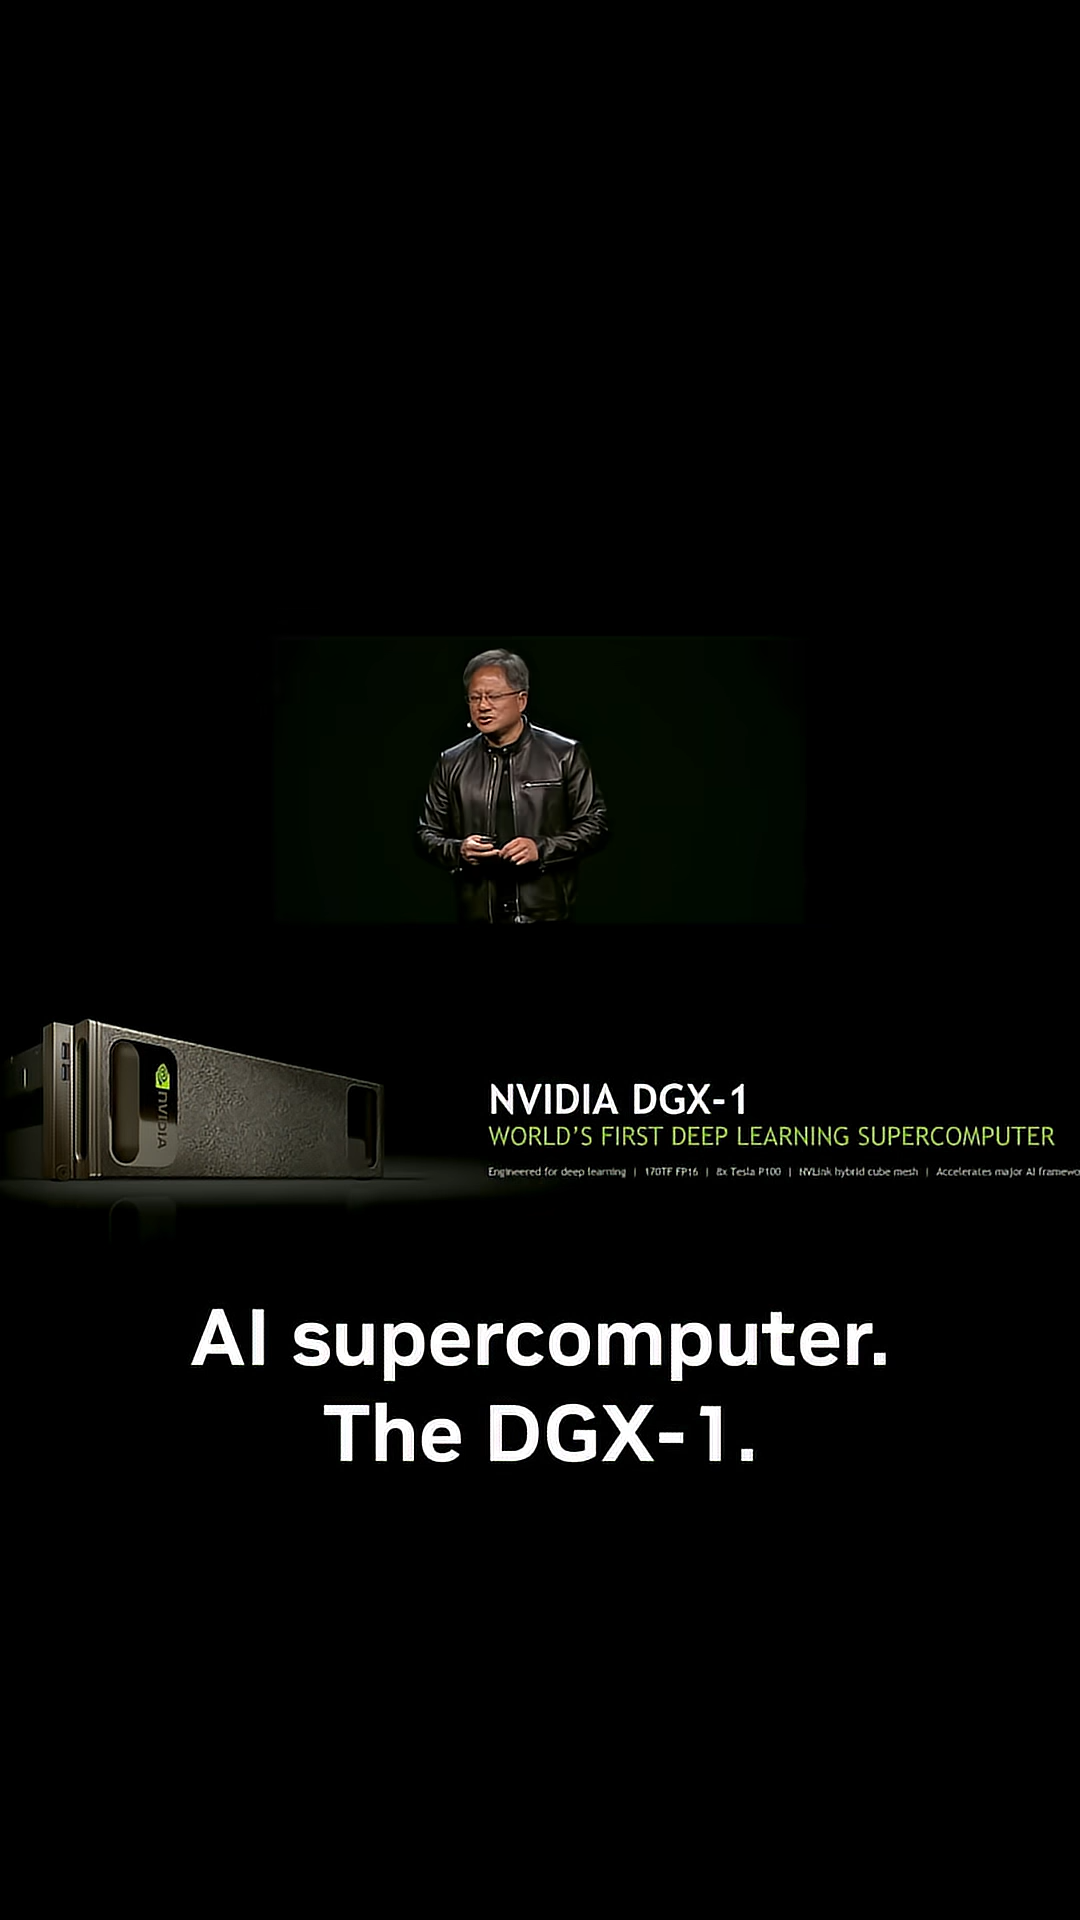 nVIDIA
NVIDIA DGX-1
WORLD'S FIRST DEEP LEARNING SUPERCOMPUTER
Engineered for deep learning | 170TF FP16 | 8x Tesla P100 | NVLink hybrid cube mesh | Accelerates major AI framewo
AI supercomputer.
The DGX-1.